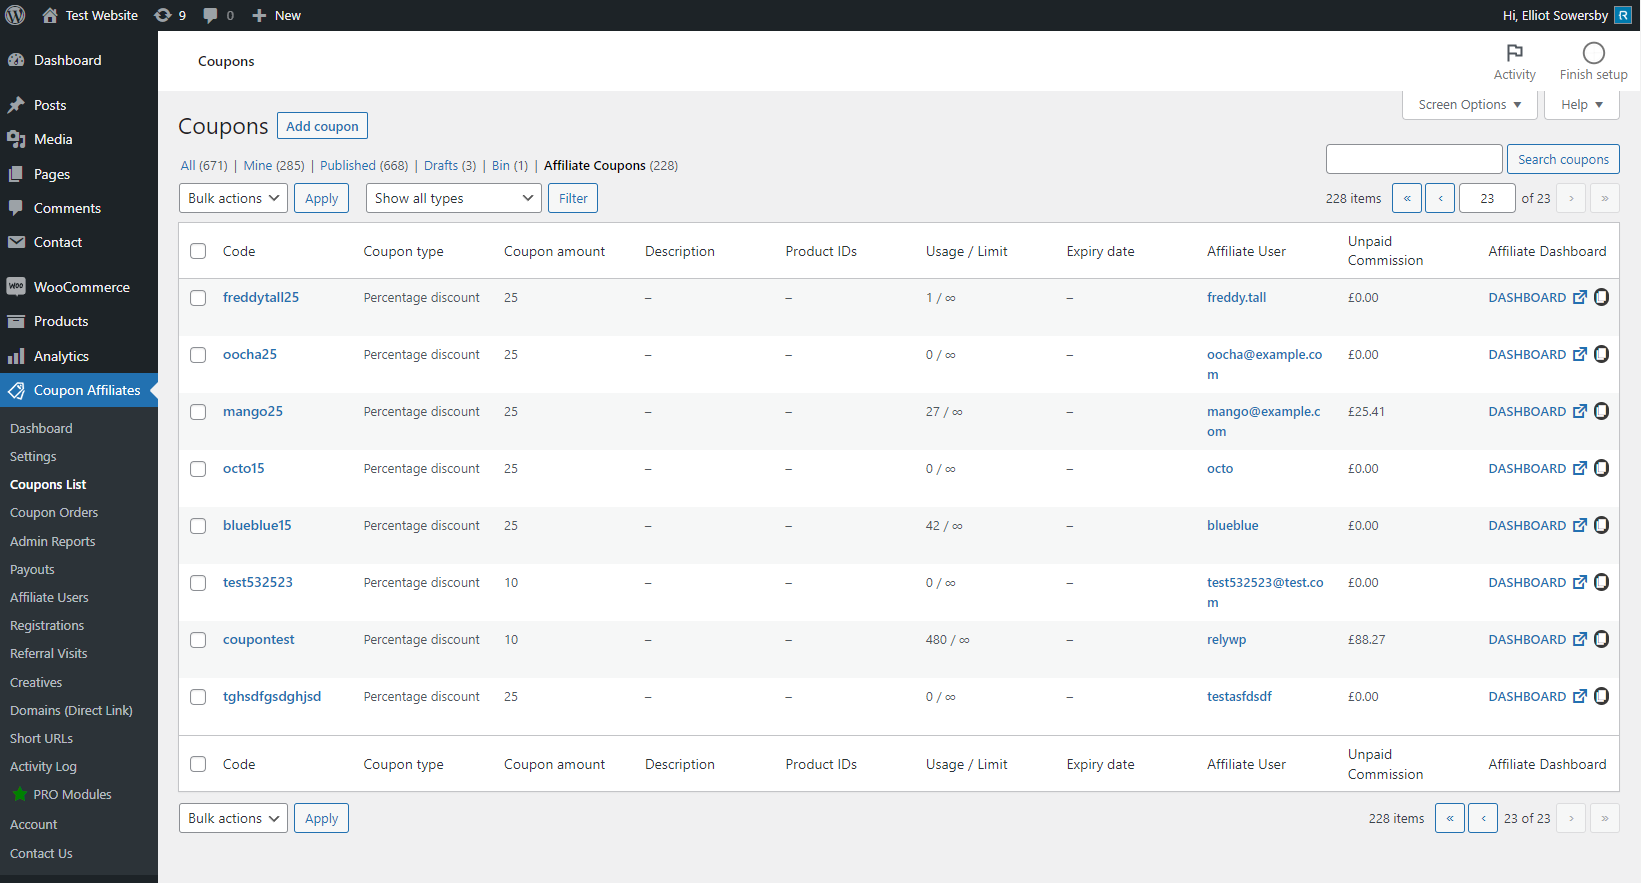 Test Website 9 0 New Hi, Elliot Sowersby R
Dashboard
Posts
Media
Pages
Comments
Contact
WOO WooCommerce
Products
Analytics
Coupon Affiliates
Dashboard
Settings
Coupons List
Coupon Orders
Admin Reports
Payouts
Affiliate Users
Registrations
Referral Visits
Creatives
Domains (Direct Link)
Short URLs
Activity Log
PRO Modules
Account
Contact Us
Coupons
Activity
Finish setup
Screen Options ▼ Help ▼
Coupons Add coupon
All (671) | Mine (285) | Published (668) | Drafts (3) | Bin (1) | Affiliate Coupons (228)
Search coupons
Bulk actions Apply Show all types Filter 228 items « ‹ 23 of 23 › »
Code Coupon type Coupon amount Description Product IDs Usage / Limit Expiry date Affiliate User Unpaid Commission Affiliate Dashboard
freddytall25 Percentage discount 25 – – 1 / ∞ – freddy.tall £0.00 DASHBOARD
oocha25 Percentage discount 25 – – 0 / ∞ – oocha@example.com £0.00 DASHBOARD
mango25 Percentage discount 25 – – 27 / ∞ – mango@example.com £25.41 DASHBOARD
octo15 Percentage discount 25 – – 0 / ∞ – octo £0.00 DASHBOARD
blueblue15 Percentage discount 25 – – 42 / ∞ – blueblue £0.00 DASHBOARD
test532523 Percentage discount 10 – – 0 / ∞ – test532523@test.com £0.00 DASHBOARD
coupontest Percentage discount 10 – – 480 / ∞ – relywp £88.27 DASHBOARD
tghsdfgsdghjsd Percentage discount 25 – – 0 / ∞ – testasfdsdf £0.00 DASHBOARD
Code Coupon type Coupon amount Description Product IDs Usage / Limit Expiry date Affiliate User Unpaid Commission Affiliate Dashboard
Bulk actions Apply 228 items « ‹ 23 of 23 › »